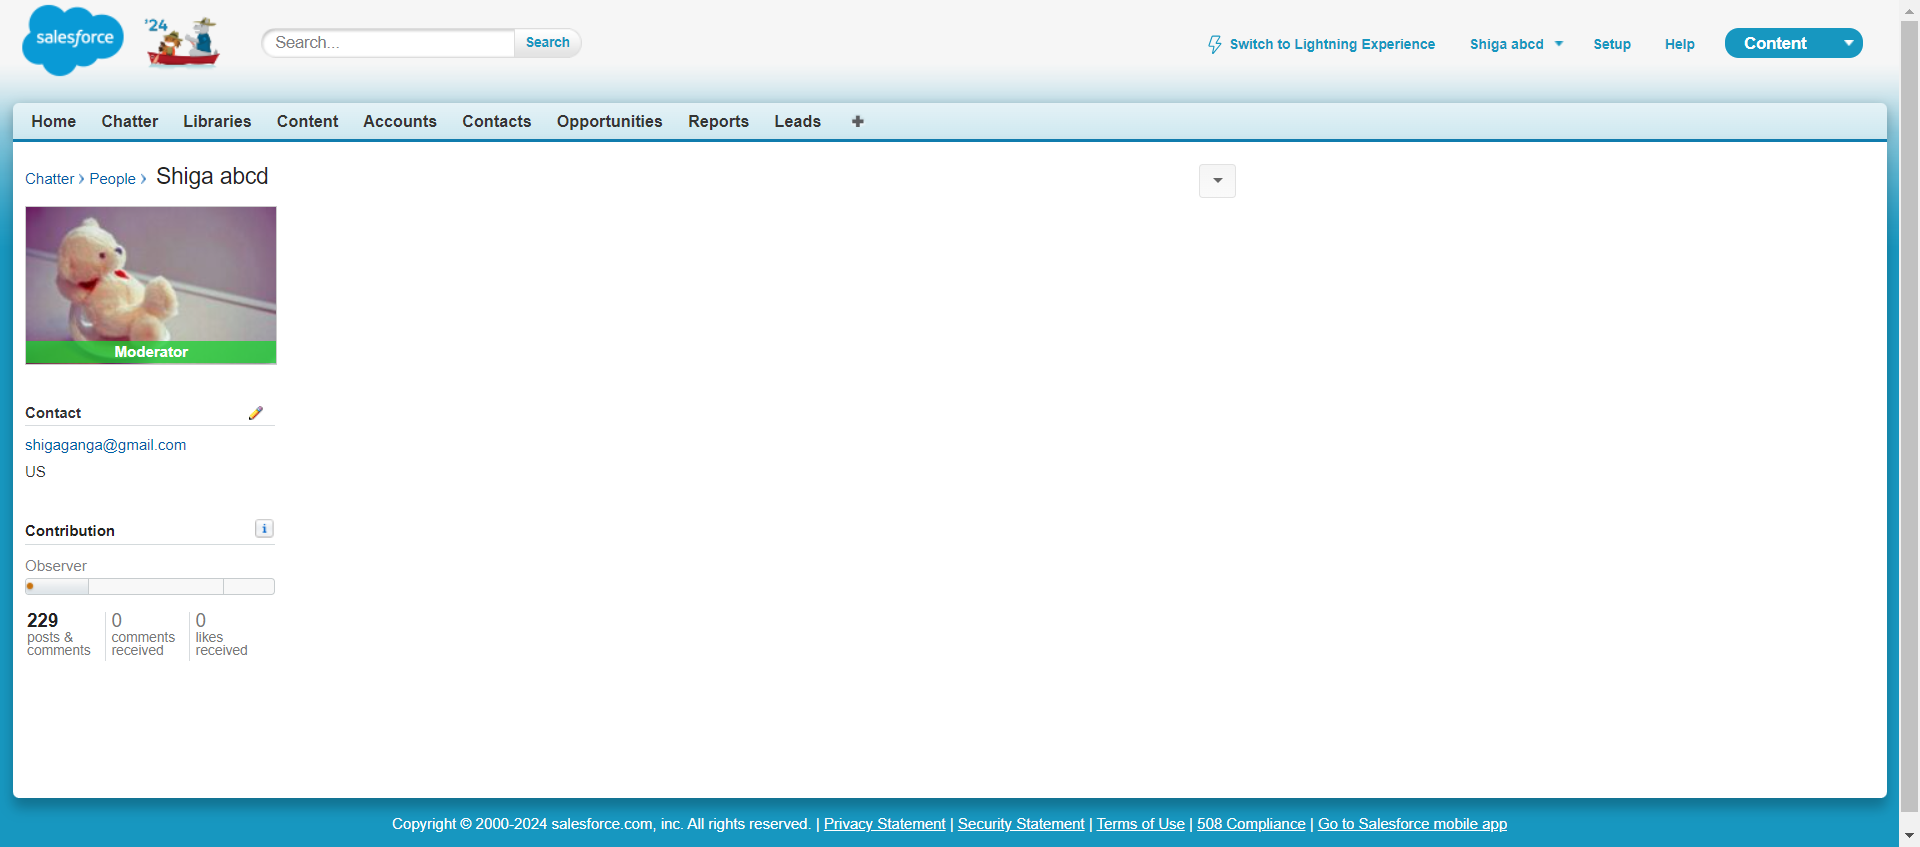 salesforce
'24
Search...
Search
Switch to Lightning Experience
Shiga abcd
Setup
Help
Content
Home
Chatter
Libraries
Content
Accounts
Contacts
Opportunities
Reports
Leads
Chatter › People › Shiga abcd
Moderator
Contact
shigaganga@gmail.com
US
Contribution
i
Observer
229
posts &
comments
0
comments
received
0
likes
received
Copyright © 2000-2024 salesforce.com, inc. All rights reserved. | Privacy Statement | Security Statement | Terms of Use | 508 Compliance | Go to Salesforce mobile app